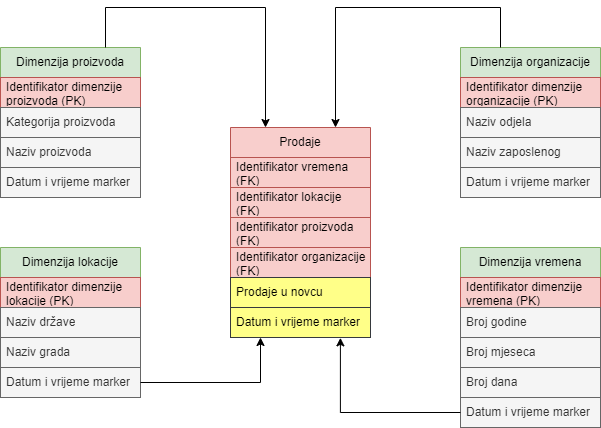 Dimenzija proizvoda
Identifikator dimenzije
proizvoda (PK)
Kategorija proizvoda
Naziv proizvoda
Datum i vrijeme marker
Dimenzija organizacije
Identifikator dimenzije
organizacije (PK)
Naziv odjela
Naziv zaposlenog
Datum i vrijeme marker
Prodaje
Identifikator vremena
(FK)
Identifikator lokacije
(FK)
Identifikator proizvoda
(FK)
Identifikator organizacije
(FK)
Prodaje u novcu
Datum i vrijeme marker
Dimenzija lokacije
Identifikator dimenzije
lokacije (PK)
Naziv države
Naziv grada
Datum i vrijeme marker
Dimenzija vremena
Identifikator dimenzije
vremena (PK)
Broj godine
Broj mjeseca
Broj dana
Datum i vrijeme marker